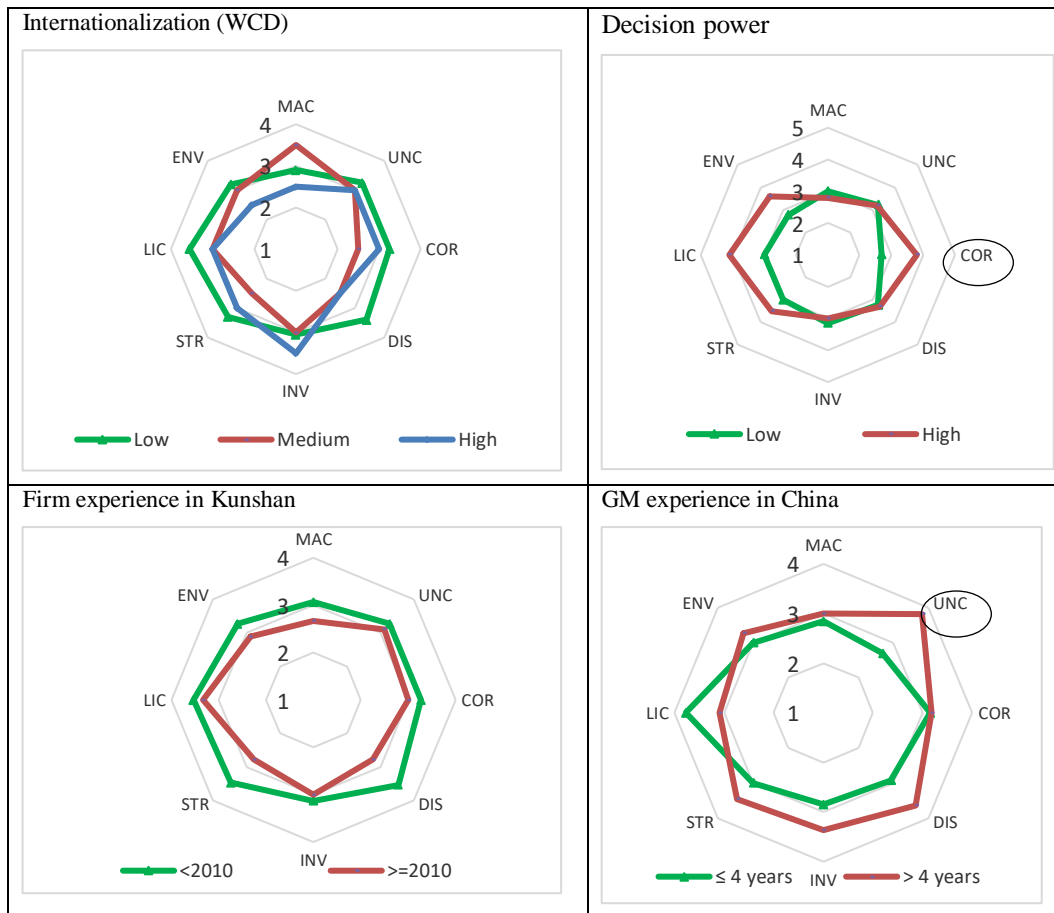 Internationalization (WCD)
MAC
4
ENV
UNC
3
2
LIC
1
COR
STR
DIS
INV
Low
Medium
High
Decision power
MAC
5
ENV
4
UNC
3
2
LIC
1
COR
STR
DIS
INV
Low
High
Firm experience in Kunshan
MAC
4
ENV
UNC
3
2
LIC
1
COR
STR
DIS
INV
<2010
>=2010
GM experience in China
MAC
4
ENV
UNC
3
2
LIC
1
COR
STR
DIS
INV
≤ 4 years
> 4 years